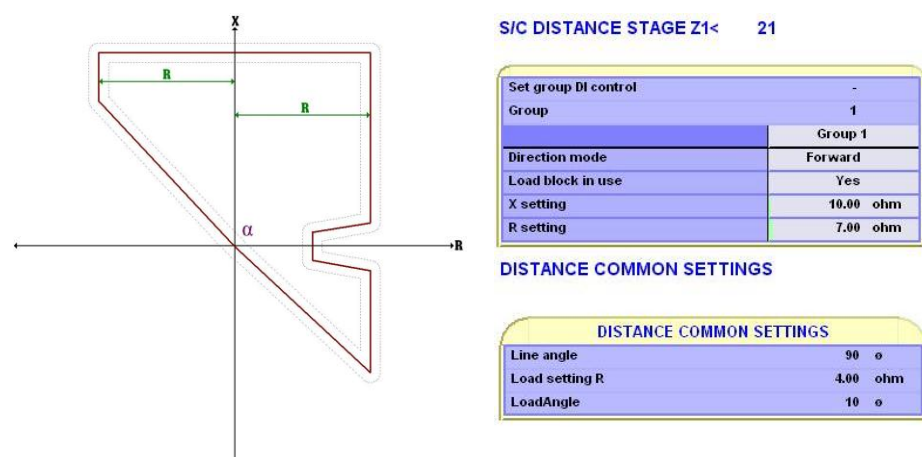 X
R
R
α
R
S/C DISTANCE STAGE Z1< 21
Set group DI control -
Group 1
Group 1
Direction mode Forward
Load block in use Yes
X setting 10.00 ohm
R setting 7.00 ohm
DISTANCE COMMON SETTINGS
DISTANCE COMMON SETTINGS
Line angle 90 º
Load setting R 4.00 ohm
LoadAngle 10 º